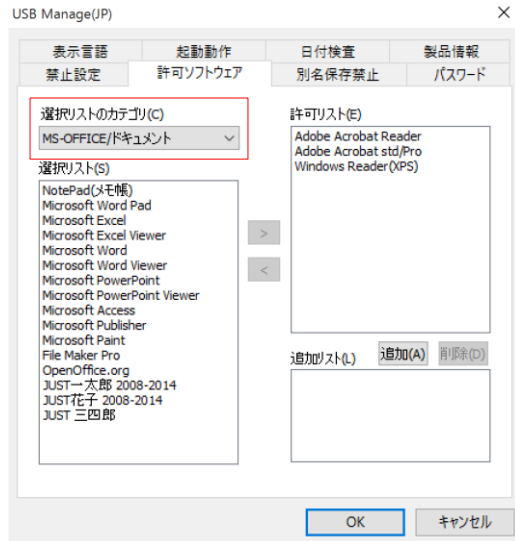 USB Manage(JP)
表示言語 起動動作 日付検査 製品情報
禁止設定 許可ソフトウェア 別名保存禁止 パスワード
選択リストのカテゴリ(C)
MS-OFFICE/ドキュメント
選択リスト(S)
NotePad(メモ帳)
Microsoft Word Pad
Microsoft Excel
Microsoft Excel Viewer
Microsoft Word
Microsoft Word Viewer
Microsoft PowerPoint
Microsoft PowerPoint Viewer
Microsoft Access
Microsoft Publisher
Microsoft Paint
File Maker Pro
OpenOffice.org
JUST一太郎 2008-2014
JUST花子 2008-2014
JUST 三四郎
>
<
許可リスト(E)
Adobe Acrobat Reader
Adobe Acrobat std/Pro
Windows Reader(XPS)
追加リスト(L) 追加(A) 削除(D)
OK キャンセル